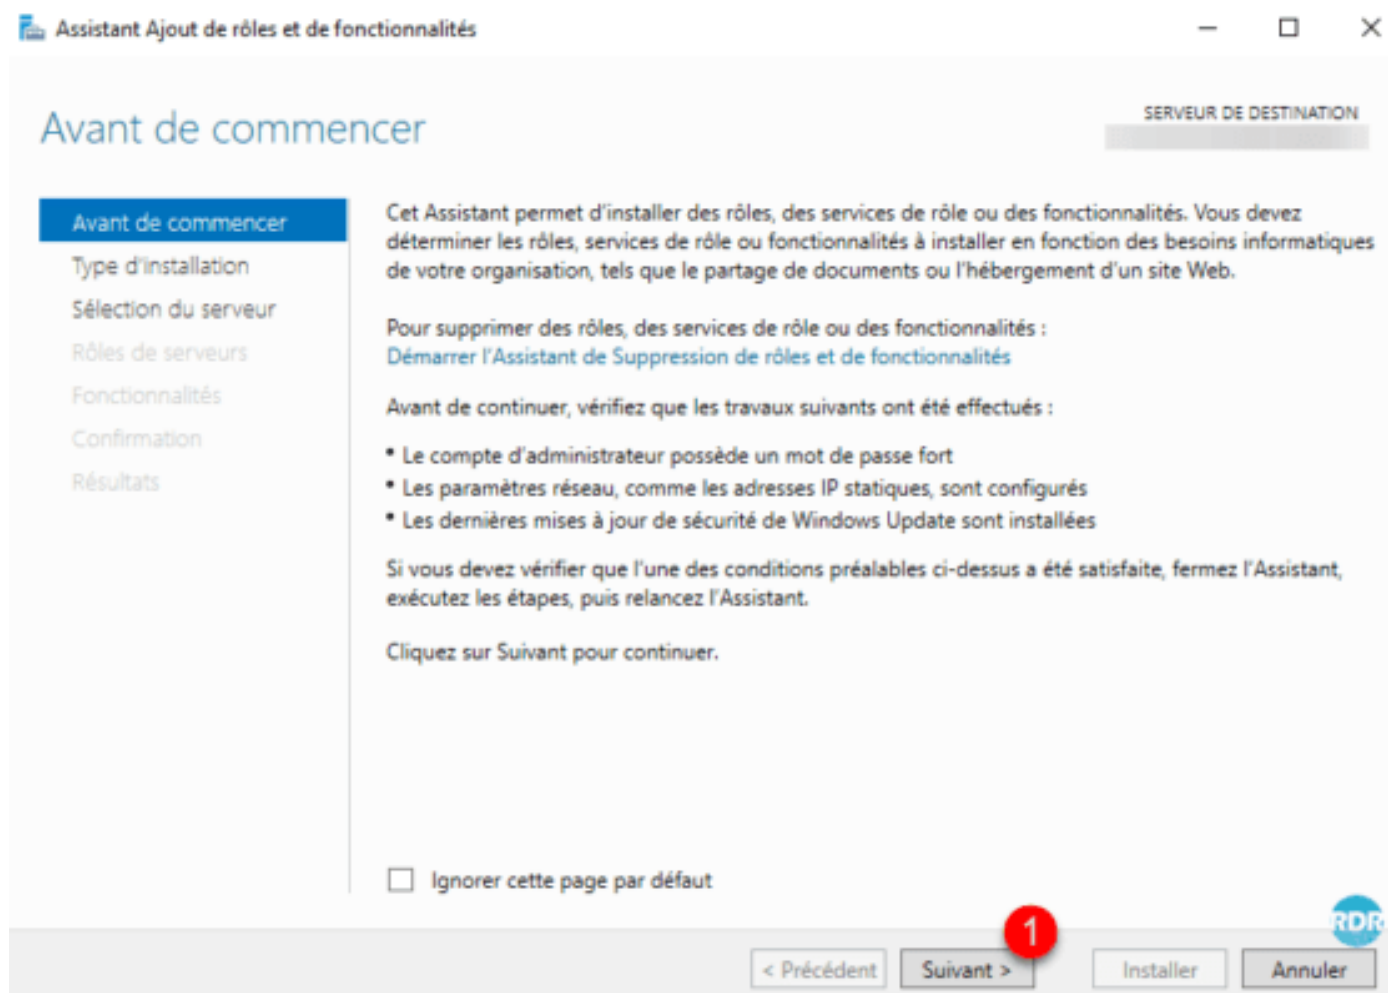 Assistant Ajout de rôles et de fonctionnalités
Avant de commencer
SERVEUR DE DESTINATION
Avant de commencer
Type d'installation
Sélection du serveur
Rôles de serveurs
Fonctionnalités
Confirmation
Résultats
Cet Assistant permet d'installer des rôles, des services de rôle ou des fonctionnalités. Vous devez
déterminer les rôles, services de rôle ou fonctionnalités à installer en fonction des besoins informatiques
de votre organisation, tels que le partage de documents ou l'hébergement d'un site Web.
Pour supprimer des rôles, des services de rôle ou des fonctionnalités :
Démarrer l'Assistant de Suppression de rôles et de fonctionnalités
Avant de continuer, vérifiez que les travaux suivants ont été effectués :
• Le compte d'administrateur possède un mot de passe fort
• Les paramètres réseau, comme les adresses IP statiques, sont configurés
• Les dernières mises à jour de sécurité de Windows Update sont installées
Si vous devez vérifier que l'une des conditions préalables ci-dessus a été satisfaite, fermez l'Assistant,
exécutez les étapes, puis relancez l'Assistant.
Cliquez sur Suivant pour continuer.
Ignorer cette page par défaut
1
RDR
< Précédent
Suivant >
Installer
Annuler